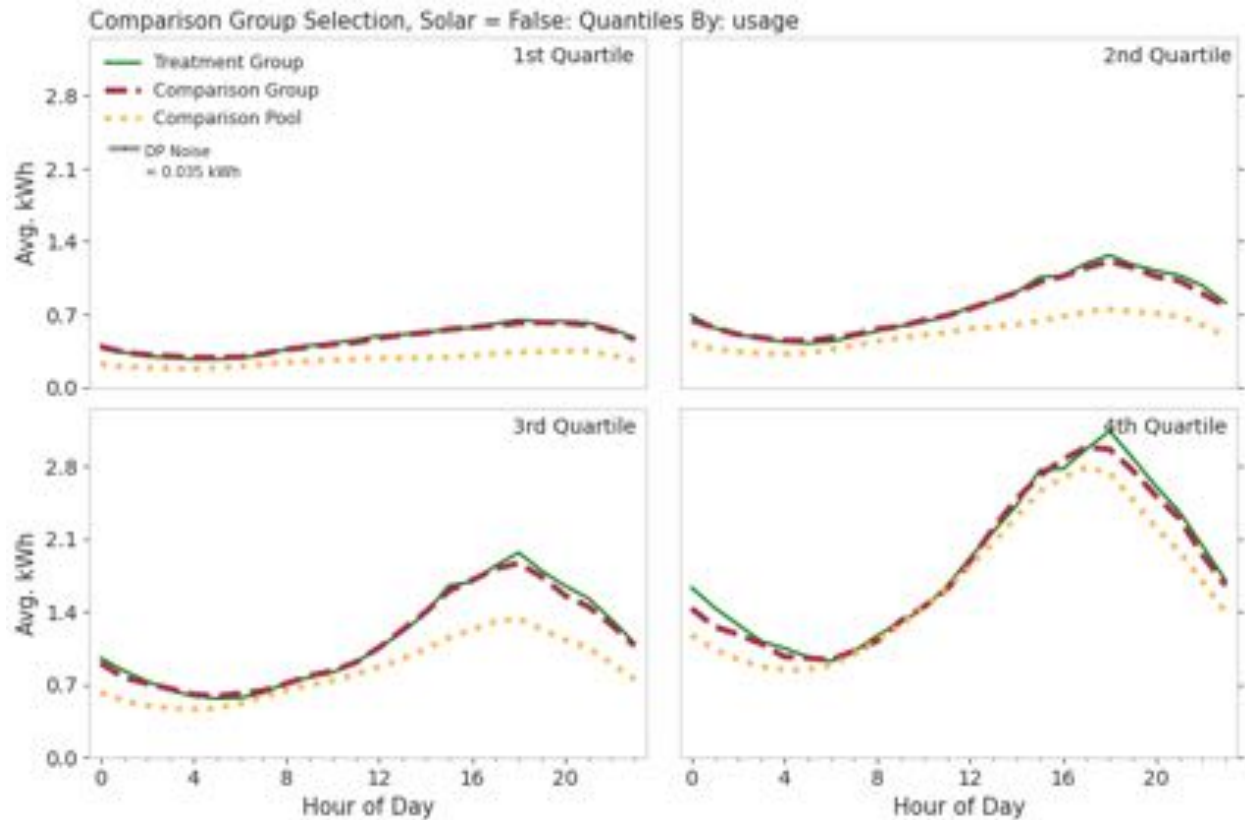 Comparison Group Selection, Solar = False: Quantiles By: usage
1st Quartile
2nd Quartile
Treatment Group
Comparison Group
Comparison Pool
DP Noise
= 0.035 kWh
Avg. kWh
2.8
2.1
1.4
0.7
0.0
3rd Quartile
4th Quartile
Avg. kWh
2.8
2.1
1.4
0.7
0.0
0 4 8 12 16 20
0 4 8 12 16 20
Hour of Day
Hour of Day